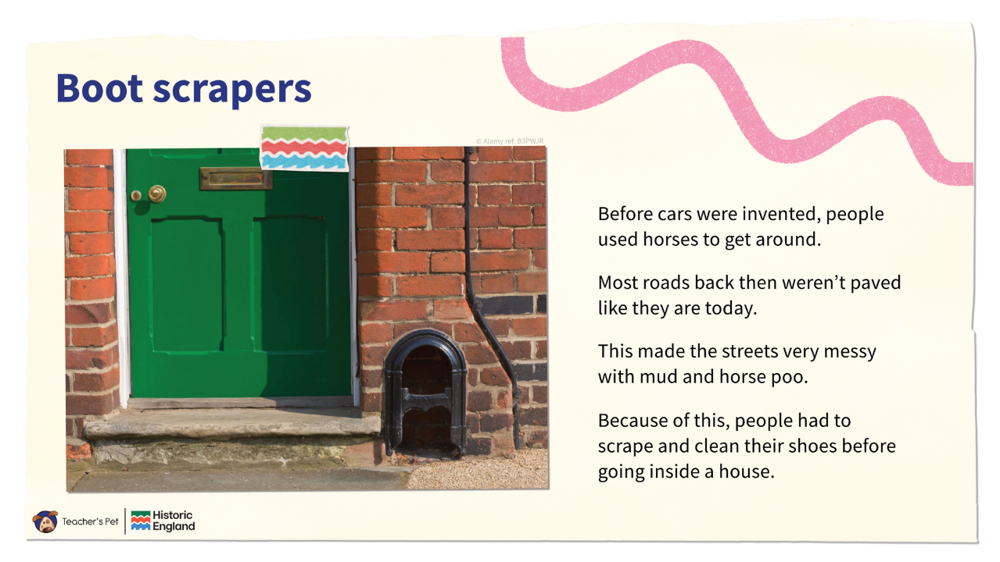 Boot scrapers
© Alamy ref: B3PWJR
Before cars were invented, people
used horses to get around.
Most roads back then weren’t paved
like they are today.
This made the streets very messy
with mud and horse poo.
Because of this, people had to
scrape and clean their shoes before
going inside a house.
Teacher's Pet
Historic
England